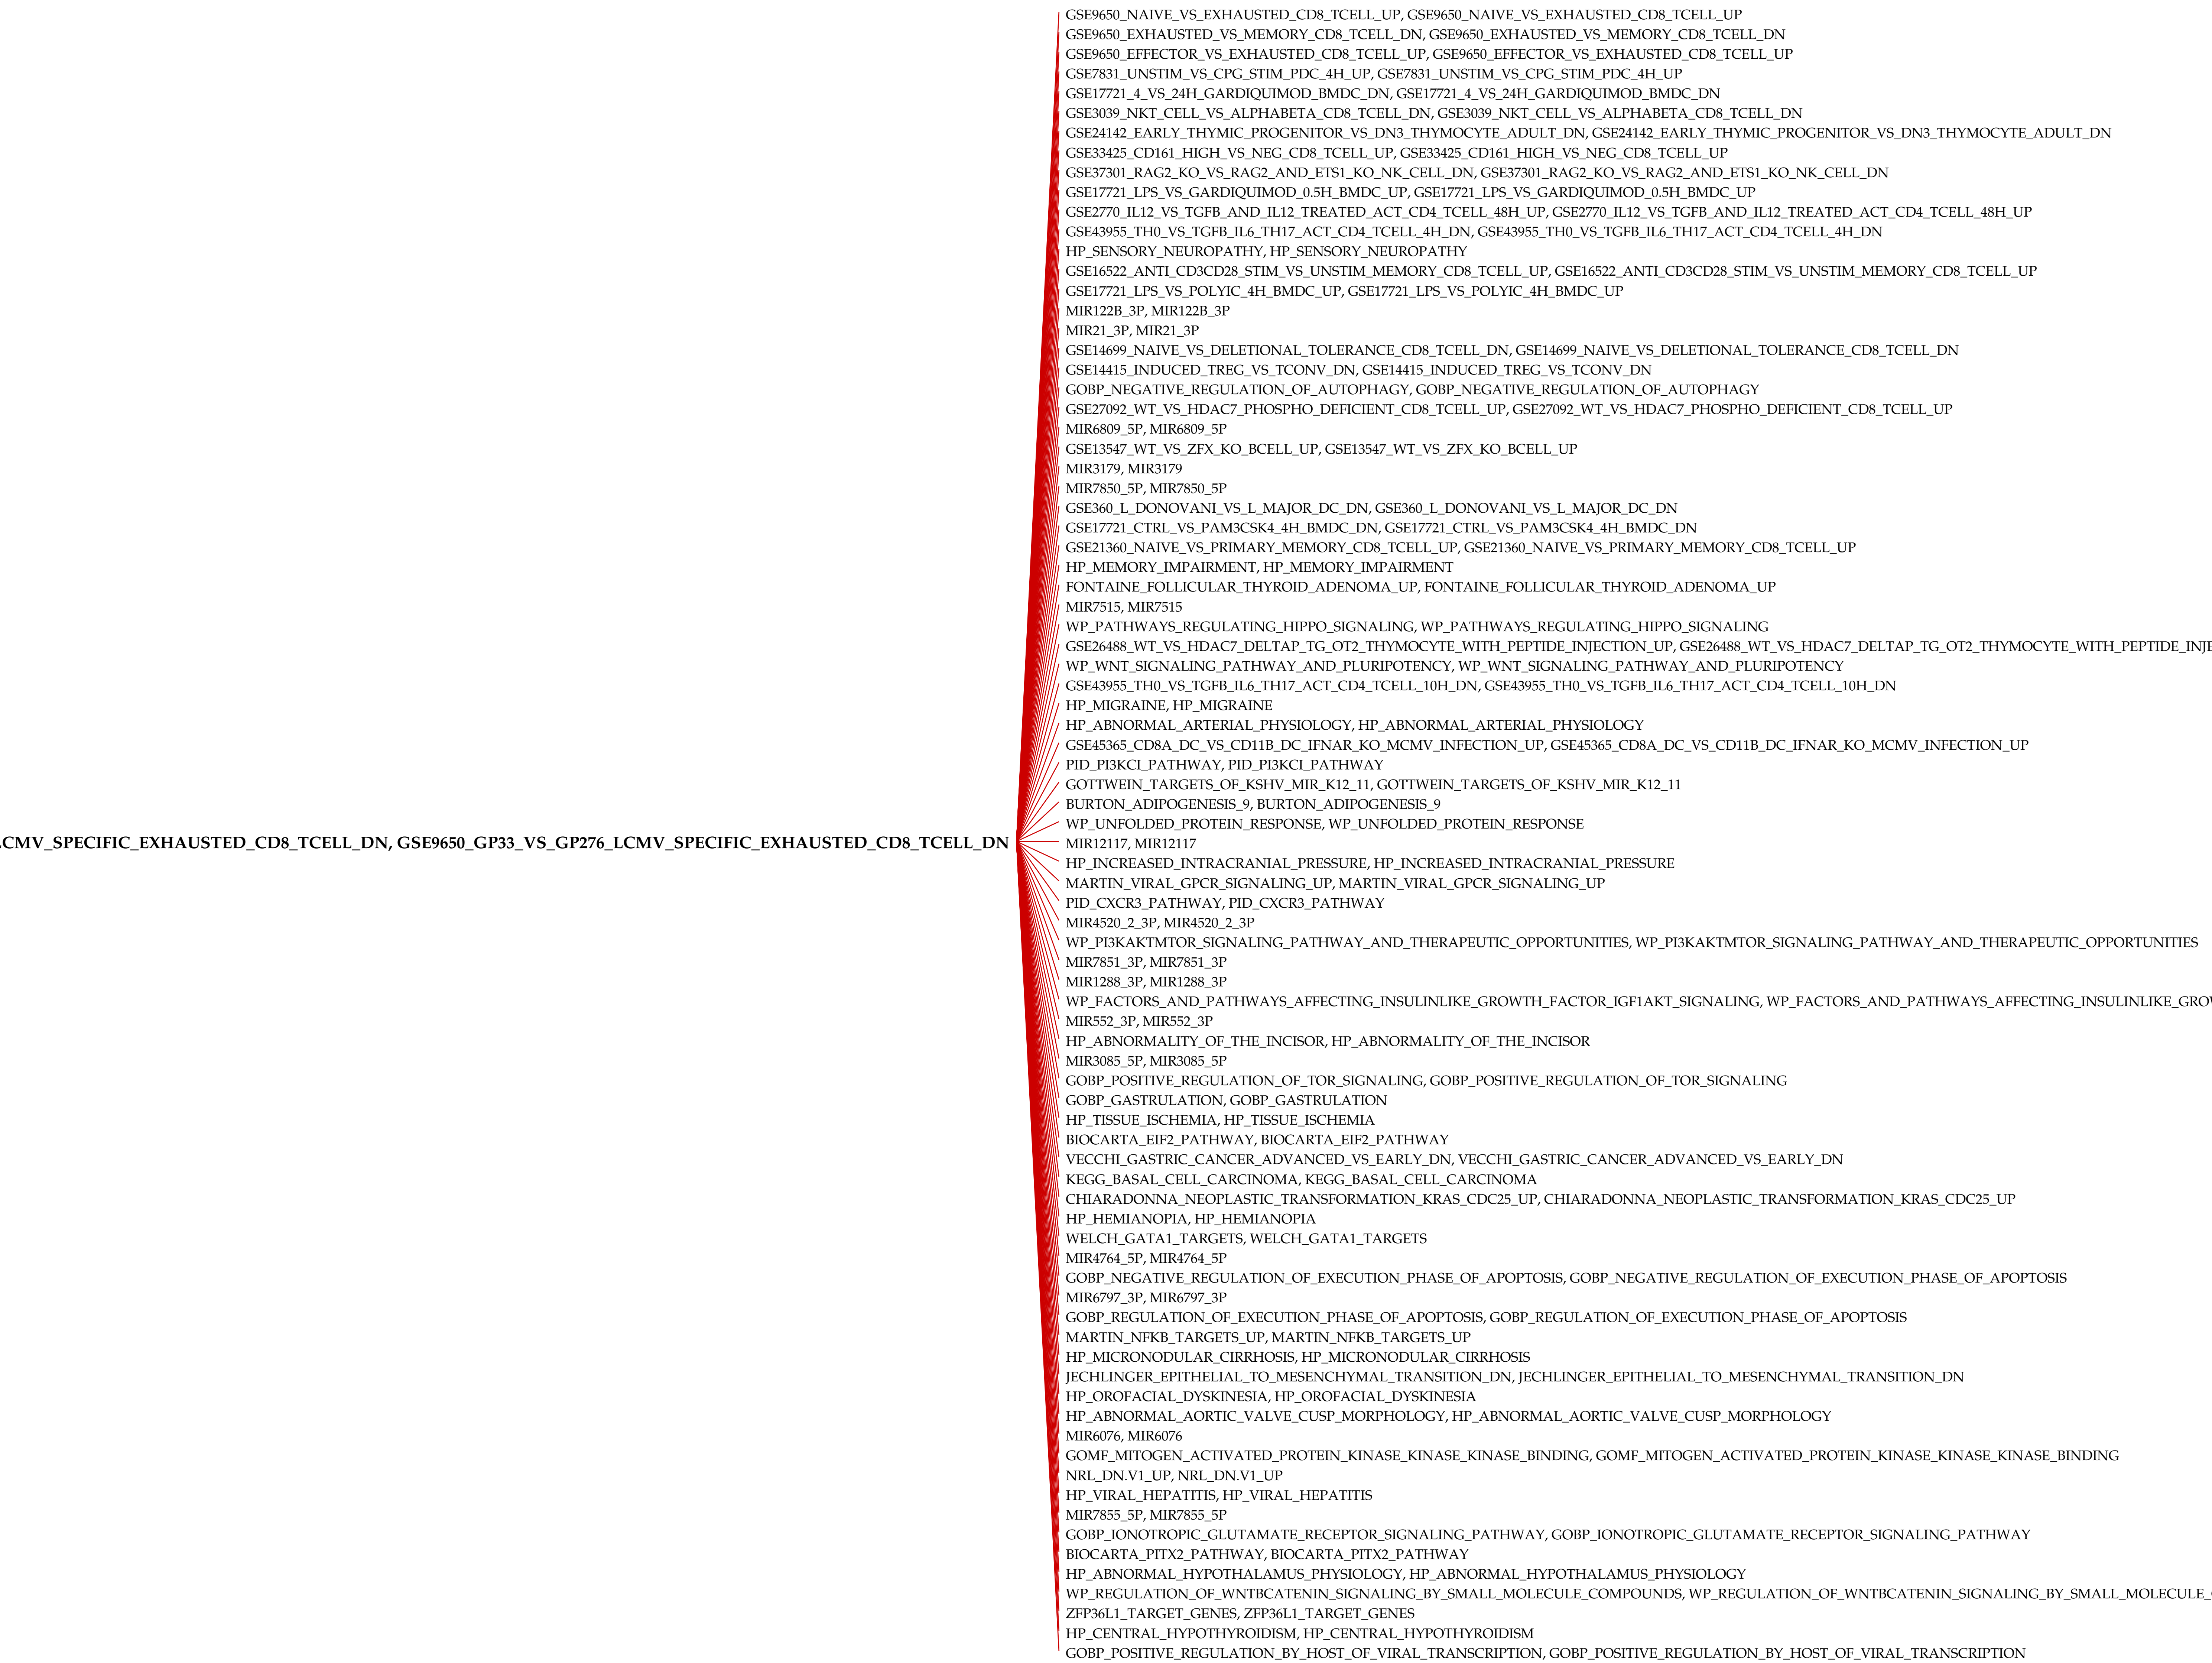 GSE9650_NAIVE_VS_EXHAUSTED_CD8_TCELL_UP, GSE9650_NAIVE_VS_EXHAUSTED_CD8_TCELL_UP
GSE9650_EXHAUSTED_VS_MEMORY_CD8_TCELL_DN, GSE9650_EXHAUSTED_VS_MEMORY_CD8_TCELL_DN
GSE9650_EFFECTOR_VS_EXHAUSTED_CD8_TCELL_UP, GSE9650_EFFECTOR_VS_EXHAUSTED_CD8_TCELL_UP
GSE7831_UNSTIM_VS_CPG_STIM_PDC_4H_UP, GSE7831_UNSTIM_VS_CPG_STIM_PDC_4H_UP
GSE17721_4_VS_24H_GARDIQUIMOD_BMDC_DN, GSE17721_4_VS_24H_GARDIQUIMOD_BMDC_DN
GSE3039_NKT_CELL_VS_ALPHABETA_CD8_TCELL_DN, GSE3039_NKT_CELL_VS_ALPHABETA_CD8_TCELL_DN
GSE24142_EARLY_THYMIC_PROGENITOR_VS_DN3_THYMOCYTE_ADULT_DN, GSE24142_EARLY_THYMIC_PROGENITOR_VS_DN3_THYMOCYTE_ADULT_DN
GSE33425_CD161_HIGH_VS_NEG_CD8_TCELL_UP, GSE33425_CD161_HIGH_VS_NEG_CD8_TCELL_UP
GSE37301_RAG2_KO_VS_RAG2_AND_ETS1_KO_NK_CELL_DN, GSE37301_RAG2_KO_VS_RAG2_AND_ETS1_KO_NK_CELL_DN
GSE17721_LPS_VS_GARDIQUIMOD_0.5H_BMDC_UP, GSE17721_LPS_VS_GARDIQUIMOD_0.5H_BMDC_UP
GSE2770_IL12_VS_TGFB_AND_IL12_TREATED_ACT_CD4_TCELL_48H_UP, GSE2770_IL12_VS_TGFB_AND_IL12_TREATED_ACT_CD4_TCELL_48H_UP
GSE43955_TH0_VS_TGFB_IL6_TH17_ACT_CD4_TCELL_4H_DN, GSE43955_TH0_VS_TGFB_IL6_TH17_ACT_CD4_TCELL_4H_DN
HP_SENSORY_NEUROPATHY, HP_SENSORY_NEUROPATHY
GSE16522_ANTI_CD3CD28_STIM_VS_UNSTIM_MEMORY_CD8_TCELL_UP, GSE16522_ANTI_CD3CD28_STIM_VS_UNSTIM_MEMORY_CD8_TCELL_UP
GSE17721_LPS_VS_POLYIC_4H_BMDC_UP, GSE17721_LPS_VS_POLYIC_4H_BMDC_UP
MIR122B_3P, MIR122B_3P
MIR21_3P, MIR21_3P
GSE14699_NAIVE_VS_DELETIONAL_TOLERANCE_CD8_TCELL_DN, GSE14699_NAIVE_VS_DELETIONAL_TOLERANCE_CD8_TCELL_DN
GSE14415_INDUCED_TREG_VS_TCONV_DN, GSE14415_INDUCED_TREG_VS_TCONV_DN
GOBP_NEGATIVE_REGULATION_OF_AUTOPHAGY, GOBP_NEGATIVE_REGULATION_OF_AUTOPHAGY
GSE27092_WT_VS_HDAC7_PHOSPHO_DEFICIENT_CD8_TCELL_UP, GSE27092_WT_VS_HDAC7_PHOSPHO_DEFICIENT_CD8_TCELL_UP
MIR6809_5P, MIR6809_5P
GSE13547_WT_VS_ZFX_KO_BCELL_UP, GSE13547_WT_VS_ZFX_KO_BCELL_UP
MIR3179, MIR3179
MIR7850_5P, MIR7850_5P
GSE360_L_DONOVANI_VS_L_MAJOR_DC_DN, GSE360_L_DONOVANI_VS_L_MAJOR_DC_DN
GSE17721_CTRL_VS_PAM3CSK4_4H_BMDC_DN, GSE17721_CTRL_VS_PAM3CSK4_4H_BMDC_DN
GSE21360_NAIVE_VS_PRIMARY_MEMORY_CD8_TCELL_UP, GSE21360_NAIVE_VS_PRIMARY_MEMORY_CD8_TCELL_UP
HP_MEMORY_IMPAIRMENT, HP_MEMORY_IMPAIRMENT
FONTAINE_FOLLICULAR_THYROID_ADENOMA_UP, FONTAINE_FOLLICULAR_THYROID_ADENOMA_UP
MIR7515, MIR7515
WP_PATHWAYS_REGULATING_HIPPO_SIGNALING, WP_PATHWAYS_REGULATING_HIPPO_SIGNALING
GSE26488_WT_VS_HDAC7_DELTAP_TG_OT2_THYMOCYTE_WITH_PEPTIDE_INJECTION_UP, GSE26488_WT_VS_HDAC7_DELTAP_TG_OT2_THYMOCYTE_WITH_PEPTIDE_INJE
WP_WNT_SIGNALING_PATHWAY_AND_PLURIPOTENCY, WP_WNT_SIGNALING_PATHWAY_AND_PLURIPOTENCY
GSE43955_TH0_VS_TGFB_IL6_TH17_ACT_CD4_TCELL_10H_DN, GSE43955_TH0_VS_TGFB_IL6_TH17_ACT_CD4_TCELL_10H_DN
HP_MIGRAINE, HP_MIGRAINE
HP_ABNORMAL_ARTERIAL_PHYSIOLOGY, HP_ABNORMAL_ARTERIAL_PHYSIOLOGY
GSE45365_CD8A_DC_VS_CD11B_DC_IFNAR_KO_MCMV_INFECTION_UP, GSE45365_CD8A_DC_VS_CD11B_DC_IFNAR_KO_MCMV_INFECTION_UP
PID_PI3KCI_PATHWAY, PID_PI3KCI_PATHWAY
GOTTWEIN_TARGETS_OF_KSHV_MIR_K12_11, GOTTWEIN_TARGETS_OF_KSHV_MIR_K12_11
BURTON_ADIPOGENESIS_9, BURTON_ADIPOGENESIS_9
WP_UNFOLDED_PROTEIN_RESPONSE, WP_UNFOLDED_PROTEIN_RESPONSE
.CMV_SPECIFIC_EXHAUSTED_CD8_TCELL_DN, GSE9650_GP33_VS_GP276_LCMV_SPECIFIC_EXHAUSTED_CD8_TCELL_DN
MIR12117, MIR12117
HP_INCREASED_INTRACRANIAL_PRESSURE, HP_INCREASED_INTRACRANIAL_PRESSURE
MARTIN_VIRAL_GPCR_SIGNALING_UP, MARTIN_VIRAL_GPCR_SIGNALING_UP
PID_CXCR3_PATHWAY, PID_CXCR3_PATHWAY
MIR4520_2_3P, MIR4520_2_3P
WP_PI3KAKTMTOR_SIGNALING_PATHWAY_AND_THERAPEUTIC_OPPORTUNITIES, WP_PI3KAKTMTOR_SIGNALING_PATHWAY_AND_THERAPEUTIC_OPPORTUNITIES
MIR7851_3P, MIR7851_3P
MIR1288_3P, MIR1288_3P
WP_FACTORS_AND_PATHWAYS_AFFECTING_INSULINLIKE_GROWTH_FACTOR_IGF1AKT_SIGNALING, WP_FACTORS_AND_PATHWAYS_AFFECTING_INSULINLIKE_GROW
MIR552_3P, MIR552_3P
HP_ABNORMALITY_OF_THE_INCISOR, HP_ABNORMALITY_OF_THE_INCISOR
MIR3085_5P, MIR3085_5P
GOBP_POSITIVE_REGULATION_OF_TOR_SIGNALING, GOBP_POSITIVE_REGULATION_OF_TOR_SIGNALING
GOBP_GASTRULATION, GOBP_GASTRULATION
HP_TISSUE_ISCHEMIA, HP_TISSUE_ISCHEMIA
BIOCARTA_EIF2_PATHWAY, BIOCARTA_EIF2_PATHWAY
VECCHI_GASTRIC_CANCER_ADVANCED_VS_EARLY_DN, VECCHI_GASTRIC_CANCER_ADVANCED_VS_EARLY_DN
KEGG_BASAL_CELL_CARCINOMA, KEGG_BASAL_CELL_CARCINOMA
CHIARADONNA_NEOPLASTIC_TRANSFORMATION_KRAS_CDC25_UP, CHIARADONNA_NEOPLASTIC_TRANSFORMATION_KRAS_CDC25_UP
HP_HEMIANOPIA, HP_HEMIANOPIA
WELCH_GATA1_TARGETS, WELCH_GATA1_TARGETS
MIR4764_5P, MIR4764_5P
GOBP_NEGATIVE_REGULATION_OF_EXECUTION_PHASE_OF_APOPTOSIS, GOBP_NEGATIVE_REGULATION_OF_EXECUTION_PHASE_OF_APOPTOSIS
MIR6797_3P, MIR6797_3P
GOBP_REGULATION_OF_EXECUTION_PHASE_OF_APOPTOSIS, GOBP_REGULATION_OF_EXECUTION_PHASE_OF_APOPTOSIS
MARTIN_NFKB_TARGETS_UP, MARTIN_NFKB_TARGETS_UP
HP_MICRONODULAR_CIRRHOSIS, HP_MICRONODULAR_CIRRHOSIS
JECHLINGER_EPITHELIAL_TO_MESENCHYMAL_TRANSITION_DN, JECHLINGER_EPITHELIAL_TO_MESENCHYMAL_TRANSITION_DN
HP_OROFACIAL_DYSKINESIA, HP_OROFACIAL_DYSKINESIA
HP_ABNORMAL_AORTIC_VALVE_CUSP_MORPHOLOGY, HP_ABNORMAL_AORTIC_VALVE_CUSP_MORPHOLOGY
MIR6076, MIR6076
GOMF_MITOGEN_ACTIVATED_PROTEIN_KINASE_KINASE_KINASE_BINDING, GOMF_MITOGEN_ACTIVATED_PROTEIN_KINASE_KINASE_KINASE_BINDING
NRL_DN.V1_UP, NRL_DN.V1_UP
HP_VIRAL_HEPATITIS, HP_VIRAL_HEPATITIS
MIR7855_5P, MIR7855_5P
GOBP_IONOTROPIC_GLUTAMATE_RECEPTOR_SIGNALING_PATHWAY, GOBP_IONOTROPIC_GLUTAMATE_RECEPTOR_SIGNALING_PATHWAY
BIOCARTA_PITX2_PATHWAY, BIOCARTA_PITX2_PATHWAY
HP_ABNORMAL_HYPOTHALAMUS_PHYSIOLOGY, HP_ABNORMAL_HYPOTHALAMUS_PHYSIOLOGY
WP_REGULATION_OF_WNTBCATENIN_SIGNALING_BY_SMALL_MOLECULE_COMPOUNDS, WP_REGULATION_OF_WNTBCATENIN_SIGNALING_BY_SMALL_MOLECULE_
ZFP36L1_TARGET_GENES, ZFP36L1_TARGET_GENES
HP_CENTRAL_HYPOTHYROIDISM, HP_CENTRAL_HYPOTHYROIDISM
GOBP_POSITIVE_REGULATION_BY_HOST_OF_VIRAL_TRANSCRIPTION, GOBP_POSITIVE_REGULATION_BY_HOST_OF_VIRAL_TRANSCRIPTION